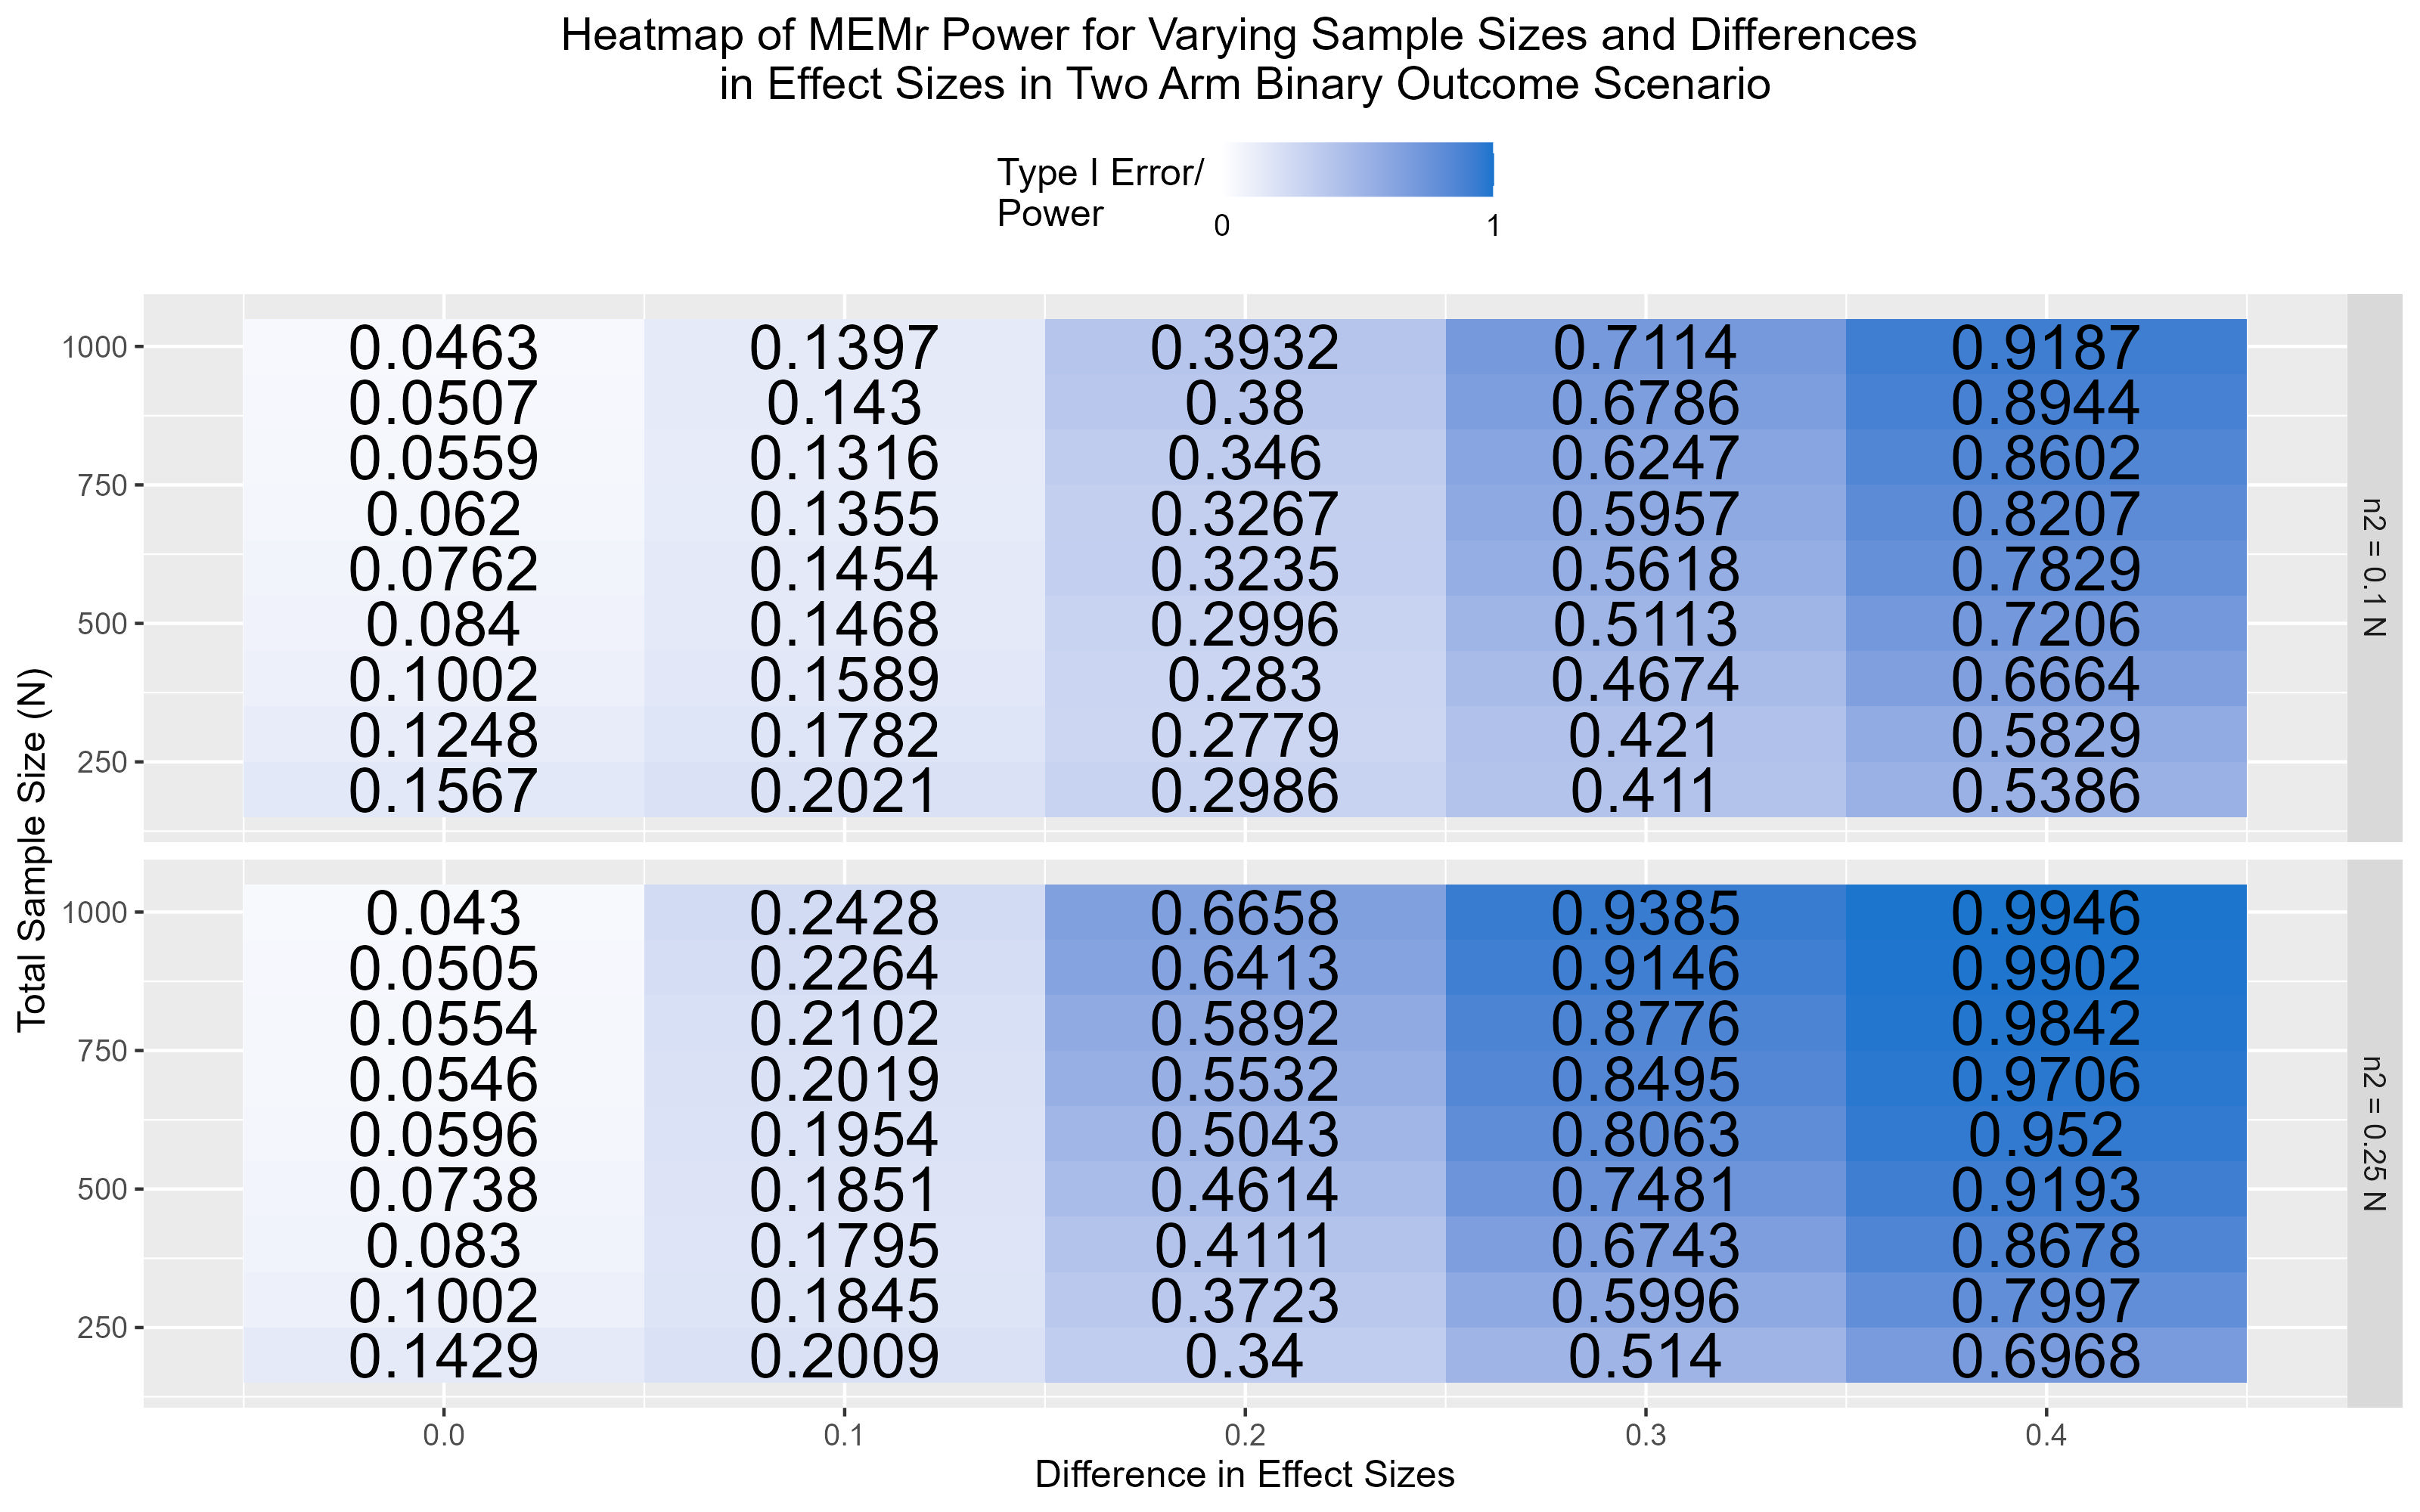 Heatmap of MEMr Power for Varying Sample Sizes and Differences
in Effect Sizes in Two Arm Binary Outcome Scenario
Type I Error/
Power
0 1
Total Sample Size (N)
1000
750
500
250
0.0463 0.1397 0.3932 0.7114 0.9187
0.0507 0.143 0.38 0.6786 0.8944
0.0559 0.1316 0.346 0.6247 0.8602
0.062 0.1355 0.3267 0.5957 0.8207
0.0762 0.1454 0.3235 0.5618 0.7829
0.084 0.1468 0.2996 0.5113 0.7206
0.1002 0.1589 0.283 0.4674 0.6664
0.1248 0.1782 0.2779 0.421 0.5829
0.1567 0.2021 0.2986 0.411 0.5386
n2 = 0.1 N
1000
750
500
250
0.043 0.2428 0.6658 0.9385 0.9946
0.0505 0.2264 0.6413 0.9146 0.9902
0.0554 0.2102 0.5892 0.8776 0.9842
0.0546 0.2019 0.5532 0.8495 0.9706
0.0596 0.1954 0.5043 0.8063 0.952
0.0738 0.1851 0.4614 0.7481 0.9193
0.083 0.1795 0.4111 0.6743 0.8678
0.1002 0.1845 0.3723 0.5996 0.7997
0.1429 0.2009 0.34 0.514 0.6968
n2 = 0.25 N
0.0 0.1 0.2 0.3 0.4
Difference in Effect Sizes